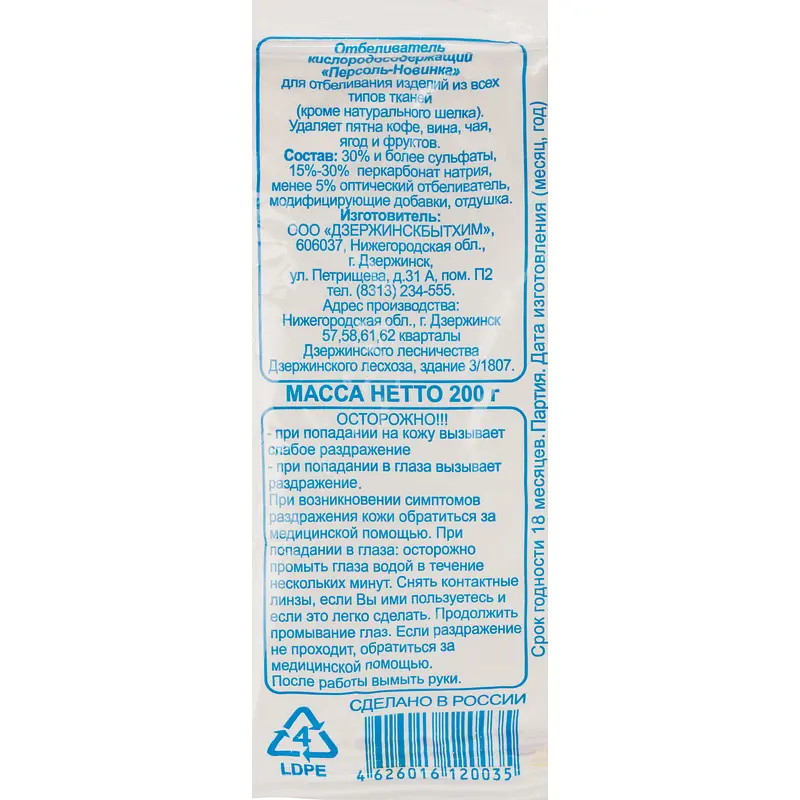 Отбеливатель
кислородосодержащий
«Персоль-Новинка»
для отбеливания изделий из всех
типов тканей
(кроме натурального шелка).
Удаляет пятна кофе, вина, чая,
ягод и фруктов.
Состав: 30% и более сульфаты,
15%-30% перкарбонат натрия,
менее 5% оптический отбеливатель,
модифицирующие добавки, отдушка.
Изготовитель:
ООО «ДЗЕРЖИНСКБЫТХИМ»,
606037, Нижегородская обл.,
г. Дзержинск,
ул. Петрищева, д.31 А, пом. П2
тел. (8313) 234-555.
Адрес производства:
Нижегородская обл., г. Дзержинск
57,58,61,62 кварталы
Дзержинского лесничества
Дзержинского лесхоза, здание 3/1807.
МАССА НЕТТО 200 г
ОСТОРОЖНО!!!
- при попадании на кожу вызывает
слабое раздражение
- при попадании в глаза вызывает
раздражение.
При возникновении симптомов
раздражения кожи обратиться за
медицинской помощью. При
попадании в глаза: осторожно
промыть глаза водой в течение
нескольких минут. Снять контактные
линзы, если Вы ими пользуетесь и
если это легко сделать. Продолжить
промывание глаз. Если раздражение
не проходит, обратиться за
медицинской помощью.
После работы вымыть руки.
Срок годности 18 месяцев. Партия. Дата изготовления (месяц, год)
СДЕЛАНО В РОССИИ
4
LDPE
4 626016 120035